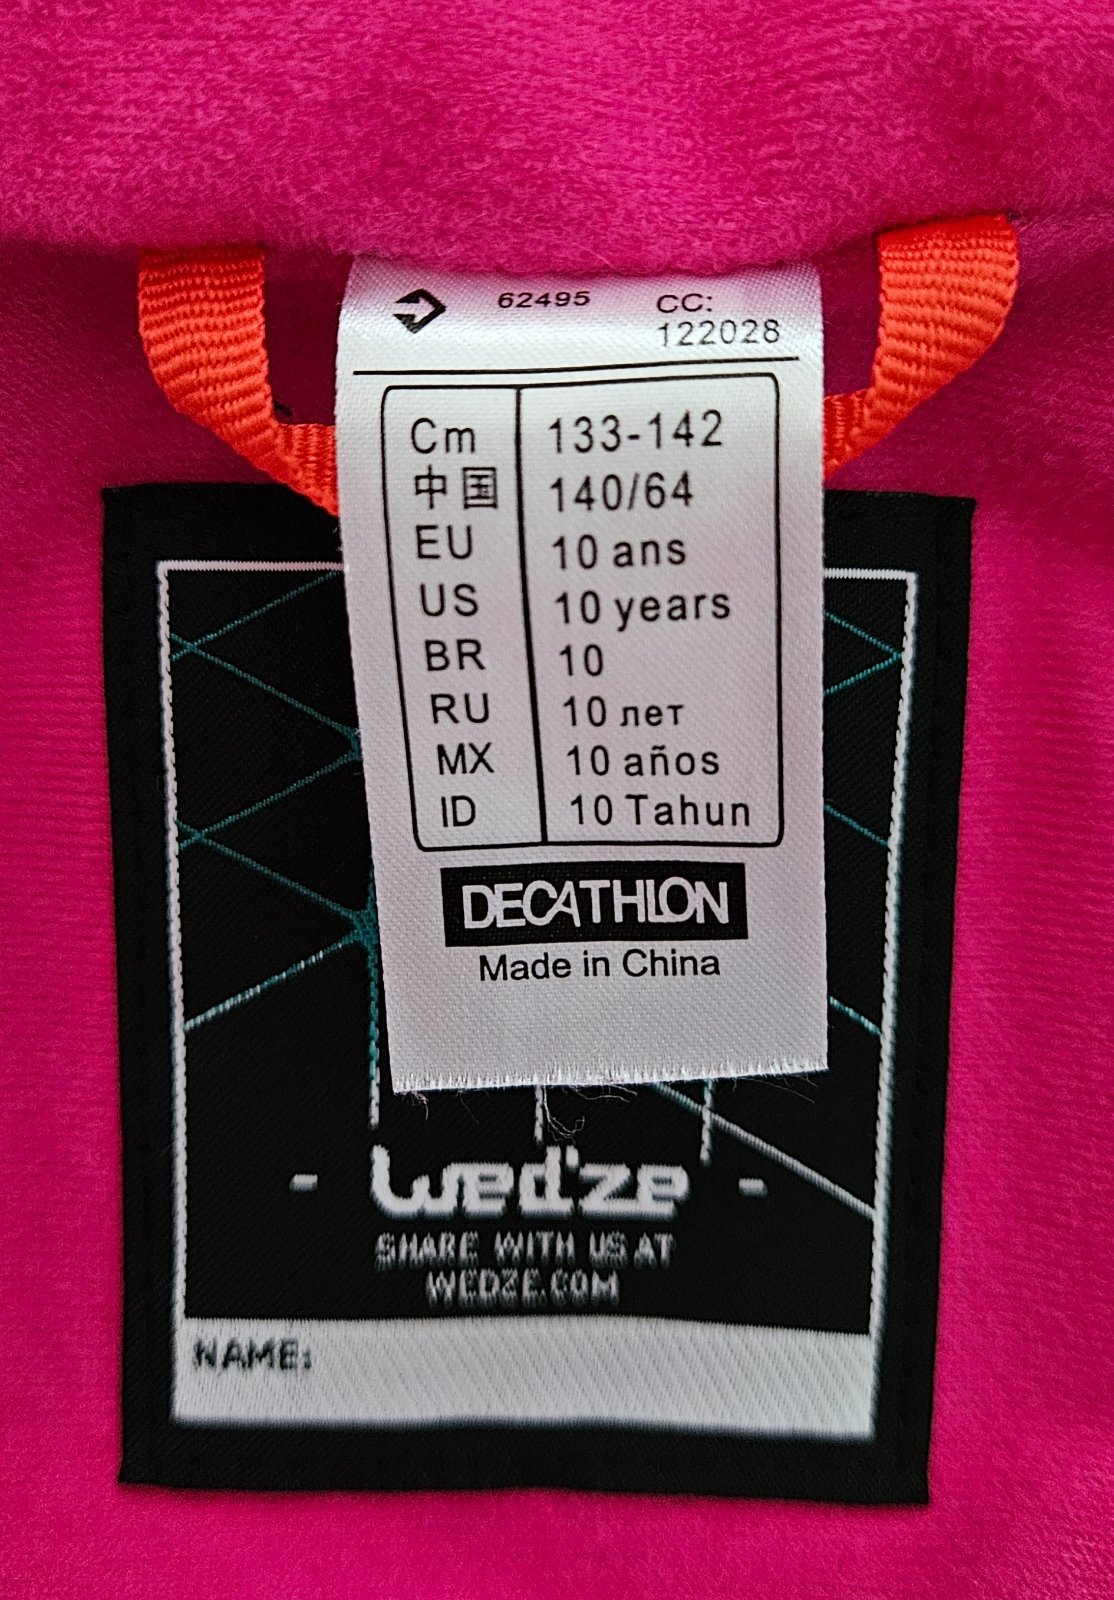 62495 CC:
122028
Cm 133-142
中国 140/64
EU 10 ans
US 10 years
BR 10
RU 10 лет
MX 10 años
ID 10 Tahun
DECATHLON
Made in China
- Wed'ze -
SHARE WITH US AT
WEDZE.COM
NAME: